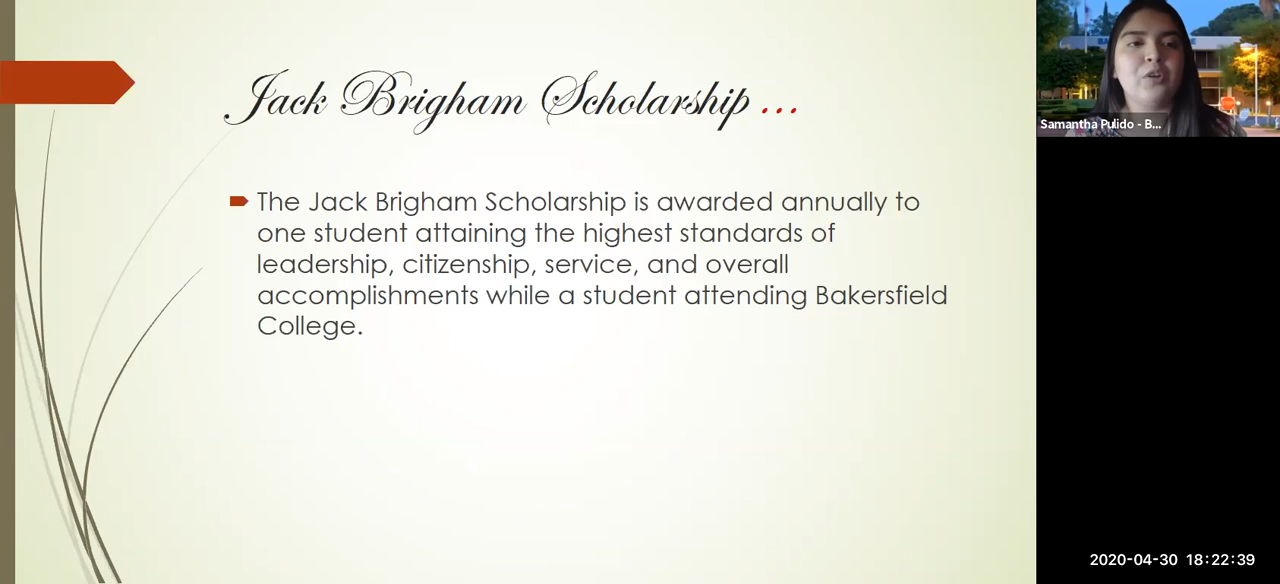 Jack Brigham Scholarship ...
The Jack Brigham Scholarship is awarded annually to
one student attaining the highest standards of
leadership, citizenship, service, and overall
accomplishments while a student attending Bakersfield
College.
Samantha Pulido - B...
2020-04-30 18:22:39